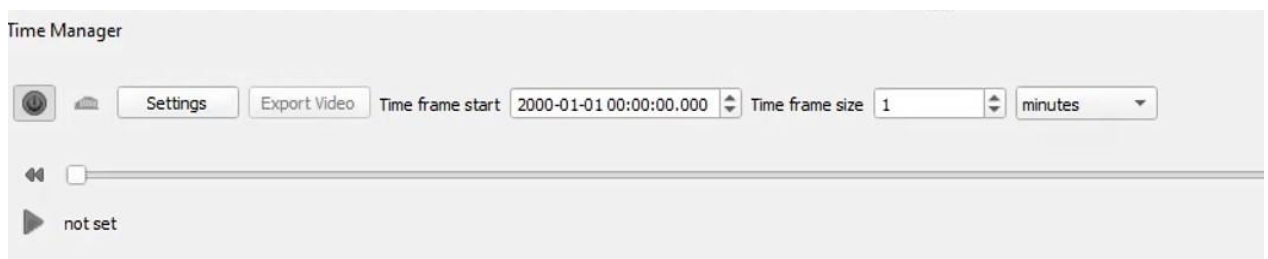 Time Manager
Settings Export Video Time frame start 2000-01-01 00:00:00.000 Time frame size 1 minutes
not set